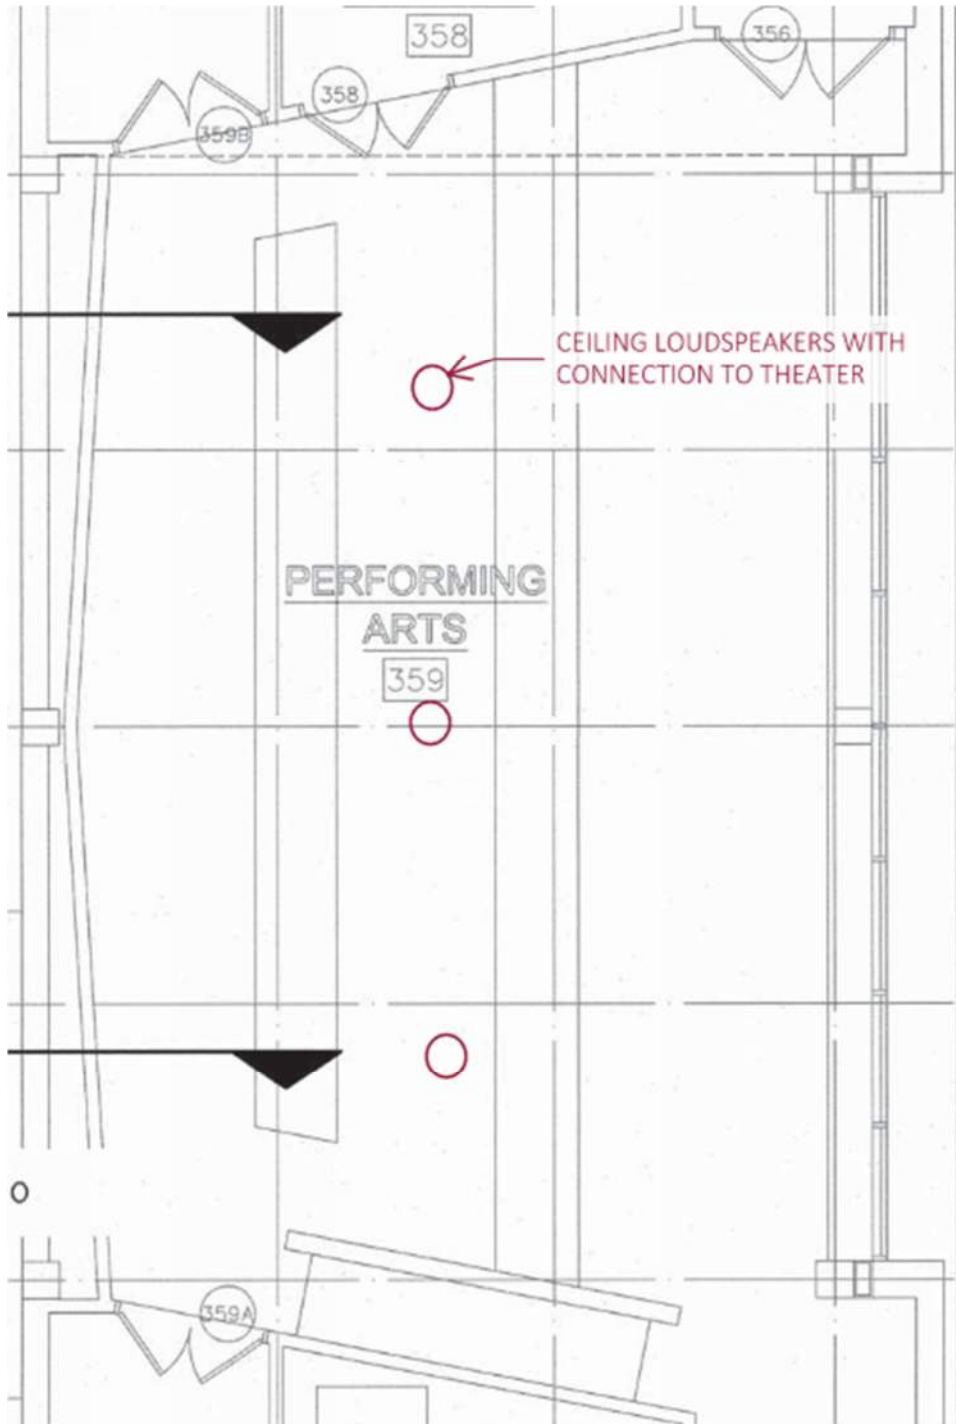 358
356
358
359B
CEILING LOUDSPEAKERS WITH
CONNECTION TO THEATER
PERFORMING
ARTS
359
O
359A